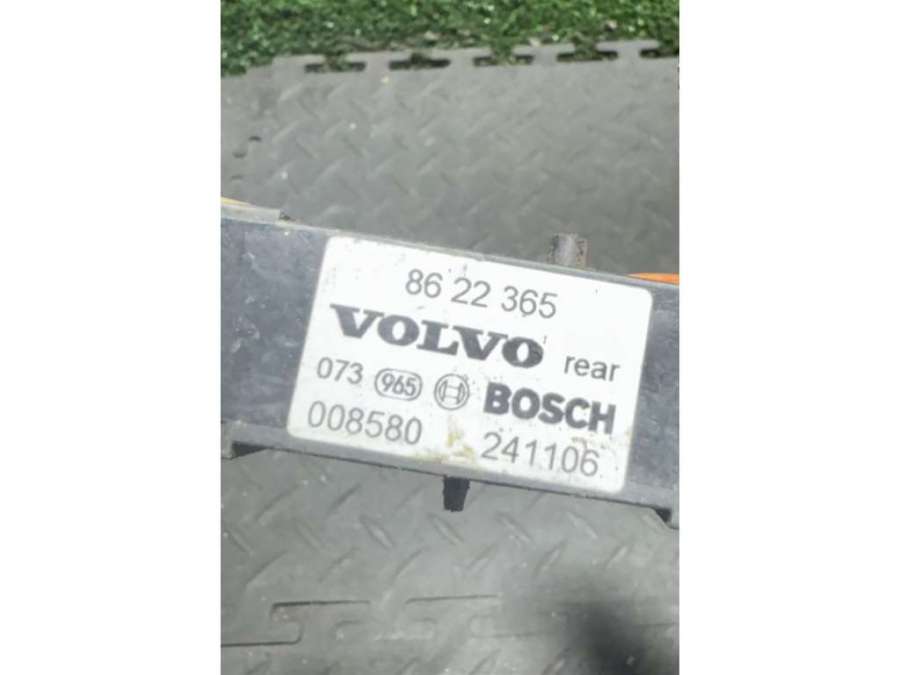 86 22 365
VOLVO rear
073 965 BOSCH
008580 241106